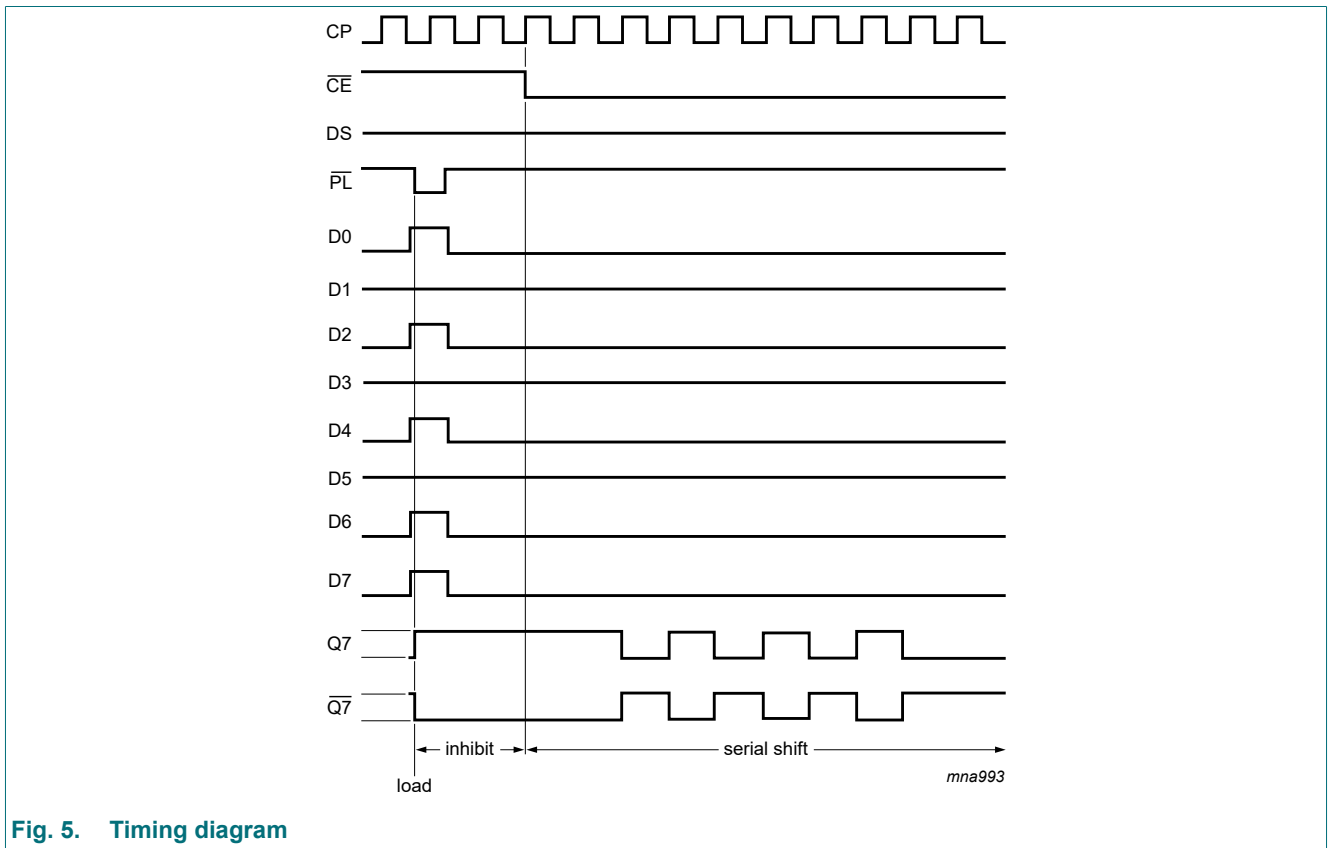 CP
CE
DS
PL
D0
D1
D2
D3
D4
D5
D6
D7
Q7
Q7
inhibit
serial shift
load
mna993
Fig. 5. Timing diagram